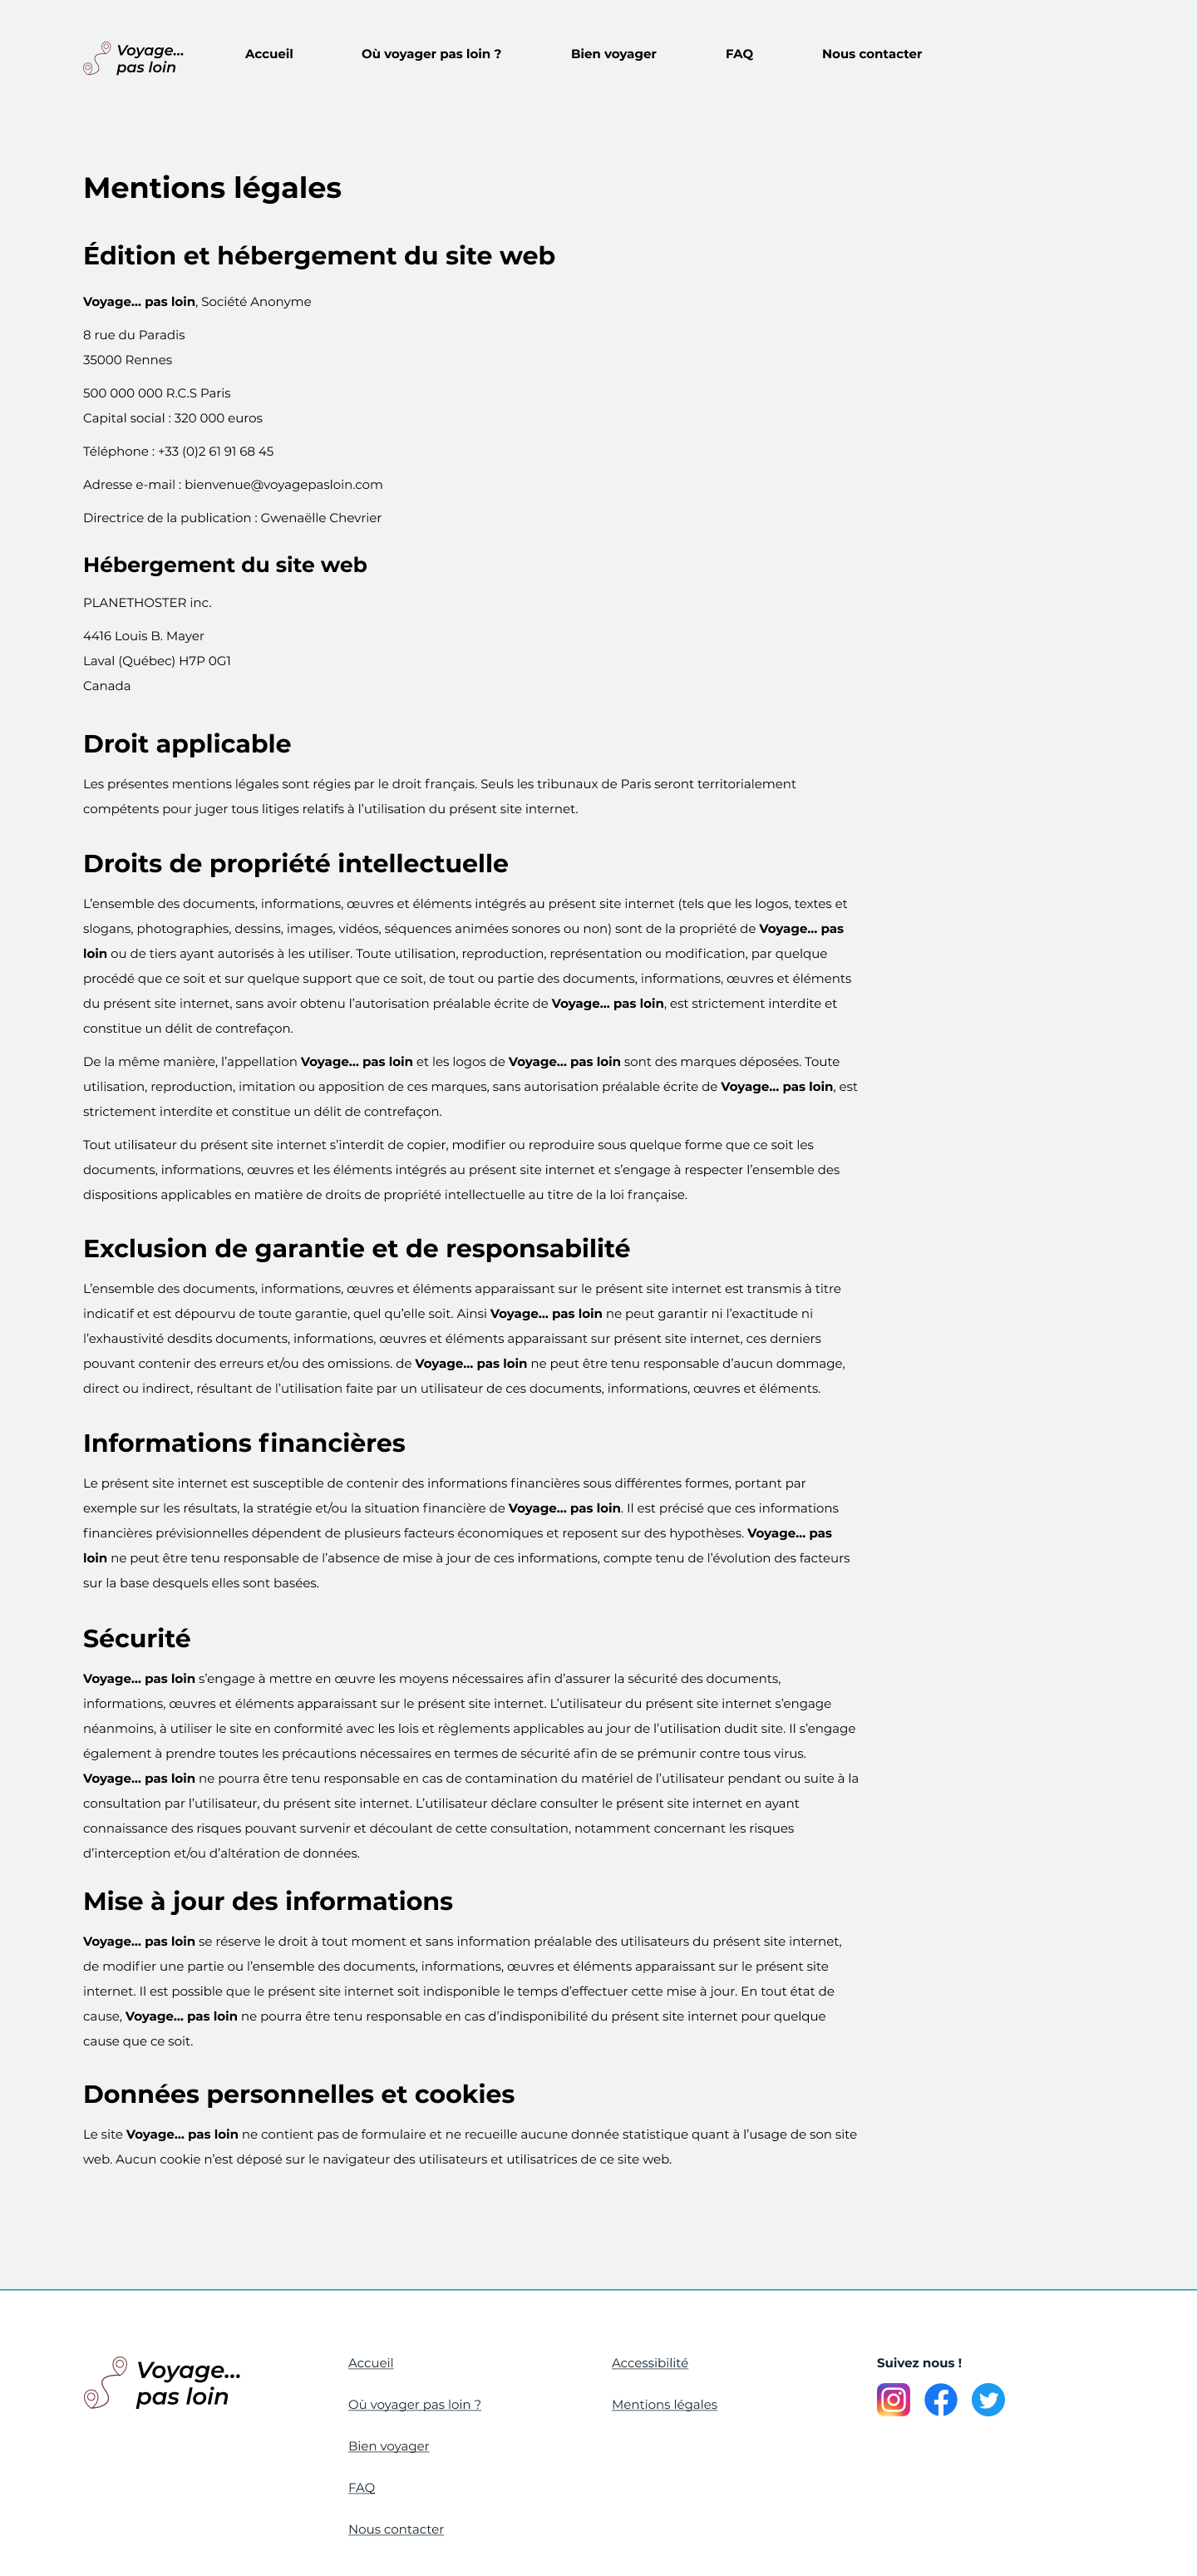 Voyage...
pas loin
Accueil
Où voyager pas loin ?
Bien voyager
FAQ
Nous contacter
Mentions légales
Édition et hébergement du site web
Voyage... pas loin, Société Anonyme
8 rue du Paradis
35000 Rennes
500 000 000 R.C.S Paris
Capital social : 320 000 euros
Téléphone : +33 (0)2 61 91 68 45
Adresse e-mail : bienvenue@voyagepasloin.com
Directrice de la publication : Gwenaëlle Chevrier
Hébergement du site web
PLANETHOSTER inc.
4416 Louis B. Mayer
Laval (Québec) H7P 0G1
Canada
Droit applicable
Les présentes mentions légales sont régies par le droit français. Seuls les tribunaux de Paris seront territorialement
compétents pour juger tous litiges relatifs à l’utilisation du présent site internet.
Droits de propriété intellectuelle
L’ensemble des documents, informations, œuvres et éléments intégrés au présent site internet (tels que les logos, textes et
slogans, photographies, dessins, images, vidéos, séquences animées sonores ou non) sont de la propriété de Voyage... pas
loin ou de tiers ayant autorisés à les utiliser. Toute utilisation, reproduction, représentation ou modification, par quelque
procédé que ce soit et sur quelque support que ce soit, de tout ou partie des documents, informations, œuvres et éléments
du présent site internet, sans avoir obtenu l’autorisation préalable écrite de Voyage... pas loin, est strictement interdite et
constitue un délit de contrefaçon.
De la même manière, l’appellation Voyage... pas loin et les logos de Voyage... pas loin sont des marques déposées. Toute
utilisation, reproduction, imitation ou apposition de ces marques, sans autorisation préalable écrite de Voyage... pas loin, est
strictement interdite et constitue un délit de contrefaçon.
Tout utilisateur du présent site internet s’interdit de copier, modifier ou reproduire sous quelque forme que ce soit les
documents, informations, œuvres et les éléments intégrés au présent site internet et s’engage à respecter l’ensemble des
dispositions applicables en matière de droits de propriété intellectuelle au titre de la loi française.
Exclusion de garantie et de responsabilité
L’ensemble des documents, informations, œuvres et éléments apparaissant sur le présent site internet est transmis à titre
indicatif et est dépourvu de toute garantie, quel qu’elle soit. Ainsi Voyage... pas loin ne peut garantir ni l’exactitude ni
l’exhaustivité desdits documents, informations, œuvres et éléments apparaissant sur présent site internet, ces derniers
pouvant contenir des erreurs et/ou des omissions. de Voyage... pas loin ne peut être tenu responsable d’aucun dommage,
direct ou indirect, résultant de l’utilisation faite par un utilisateur de ces documents, informations, œuvres et éléments.
Informations financières
Le présent site internet est susceptible de contenir des informations financières sous différentes formes, portant par
exemple sur les résultats, la stratégie et/ou la situation financière de Voyage... pas loin. Il est précisé que ces informations
financières prévisionnelles dépendent de plusieurs facteurs économiques et reposent sur des hypothèses. Voyage... pas
loin ne peut être tenu responsable de l’absence de mise à jour de ces informations, compte tenu de l’évolution des facteurs
sur la base desquels elles sont basées.
Sécurité
Voyage... pas loin s’engage à mettre en œuvre les moyens nécessaires afin d’assurer la sécurité des documents,
informations, œuvres et éléments apparaissant sur le présent site internet. L’utilisateur du présent site internet s’engage
néanmoins, à utiliser le site en conformité avec les lois et règlements applicables au jour de l’utilisation dudit site. Il s’engage
également à prendre toutes les précautions nécessaires en termes de sécurité afin de se prémunir contre tous virus.
Voyage... pas loin ne pourra être tenu responsable en cas de contamination du matériel de l’utilisateur pendant ou suite à la
consultation par l’utilisateur, du présent site internet. L’utilisateur déclare consulter le présent site internet en ayant
connaissance des risques pouvant survenir et découlant de cette consultation, notamment concernant les risques
d’interception et/ou d’altération de données.
Mise à jour des informations
Voyage... pas loin se réserve le droit à tout moment et sans information préalable des utilisateurs du présent site internet,
de modifier une partie ou l’ensemble des documents, informations, œuvres et éléments apparaissant sur le présent site
internet. Il est possible que le présent site internet soit indisponible le temps d’effectuer cette mise à jour. En tout état de
cause, Voyage... pas loin ne pourra être tenu responsable en cas d’indisponibilité du présent site internet pour quelque
cause que ce soit.
Données personnelles et cookies
Le site Voyage... pas loin ne contient pas de formulaire et ne recueille aucune donnée statistique quant à l’usage de son site
web. Aucun cookie n’est déposé sur le navigateur des utilisateurs et utilisatrices de ce site web.
Voyage...
pas loin
Accueil
Où voyager pas loin ?
Bien voyager
FAQ
Nous contacter
Accessibilité
Mentions légales
Suivez nous !